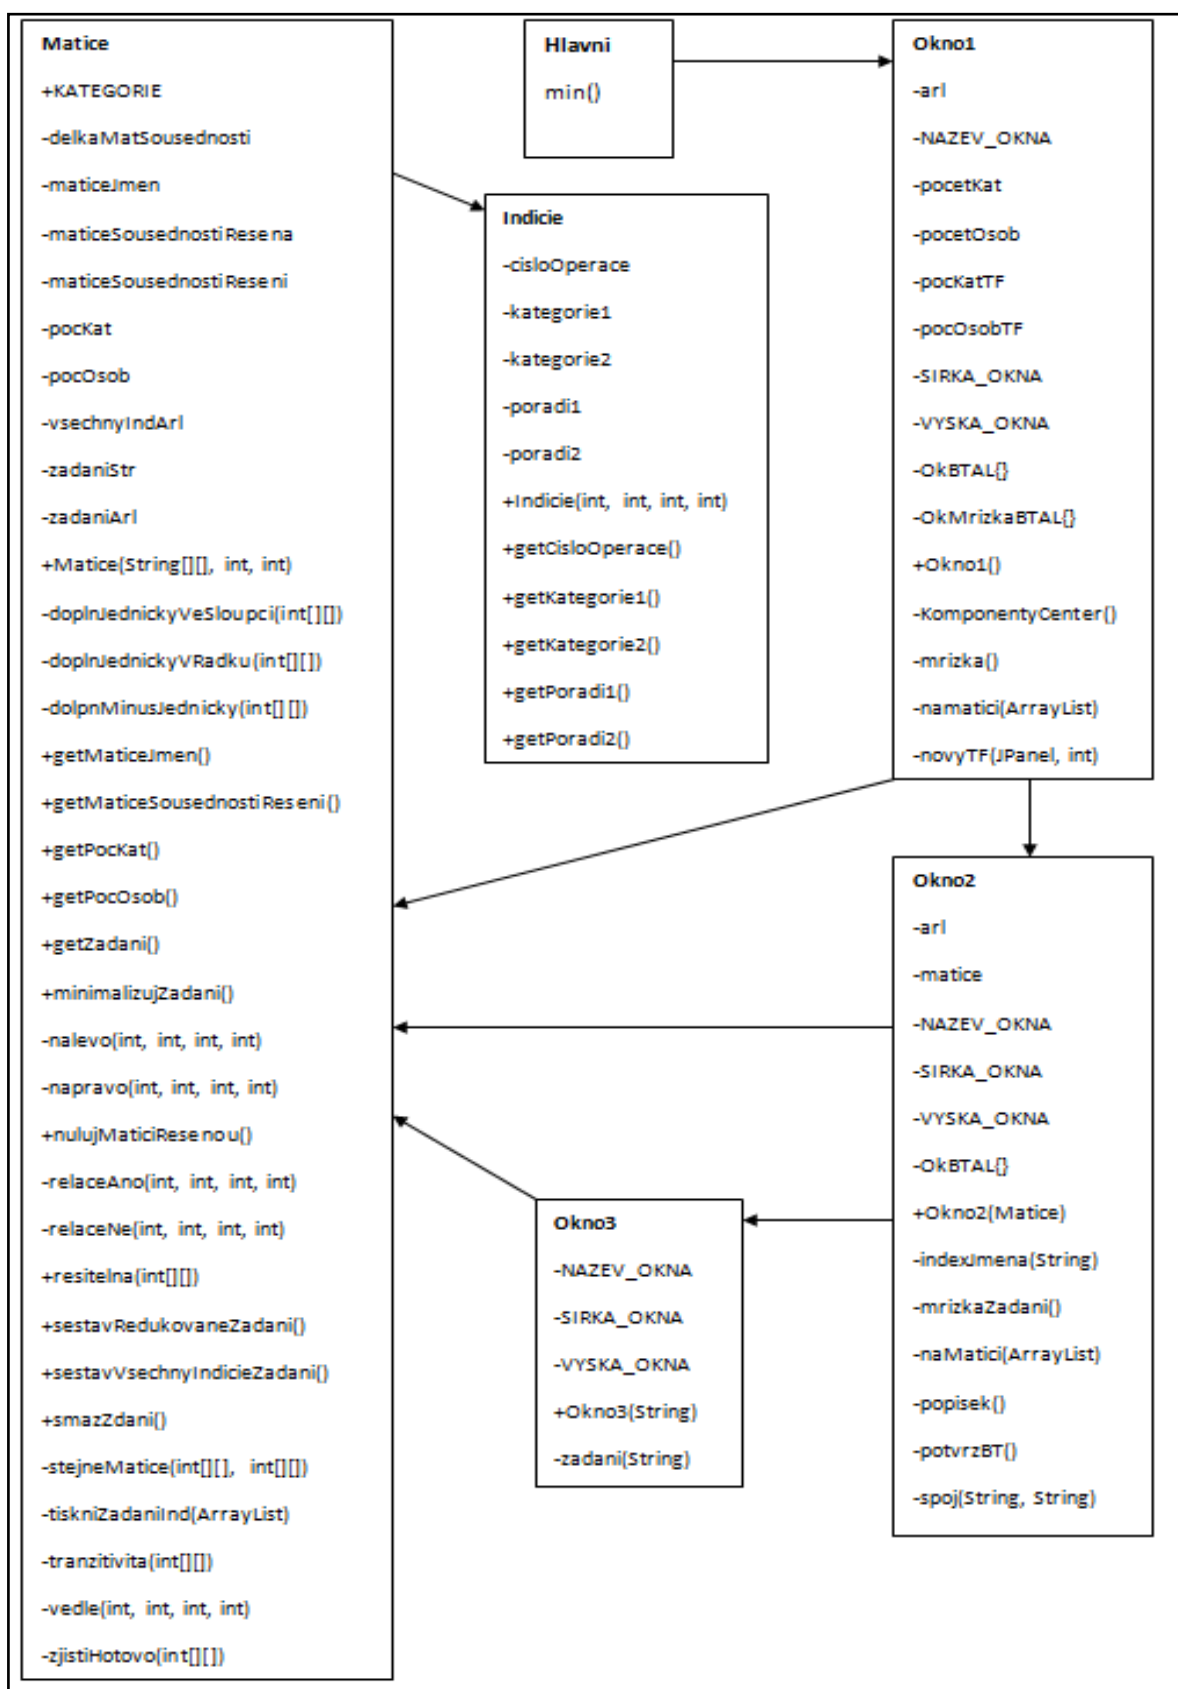 Matice
+KATEGORIE
-delkaMatSousednosti
-maticeJmen
-maticeSousednostiResena
-maticeSousednostiReseni
-pocKat
-pocOsob
-vsechnyIndArl
-zadaniStr
-zadaniArl
+Matice(String[][], int, int)
-doplnJednickyVeSloupci(int[][])
-doplnJednickyVRadku(int[][])
-dolpnMinusJednicky(int[][])
+getMaticeJmen()
+getMaticeSousednostiReseni()
+getPocKat()
+getPocOsob()
+getZadani()
+minimalizujZadani()
-nalevo(int, int, int, int)
-napravo(int, int, int, int)
+nulujMaticiResenou()
-relaceAno(int, int, int, int)
-relaceNe(int, int, int, int)
+resitelna(int[][])
+sestavRedukovaneZadani()
+sestavVsechnyIndicieZadani()
+smazZdani()
-stejneMatice(int[][], int[][])
-tiskniZadaniInd(ArrayList)
-tranzitivita(int[][])
-vedle(int, int, int, int)
-zjistiHotovo(int[][])
Hlavni
min()
Indicie
-cisloOperace
-kategorie1
-kategorie2
-poradi1
-poradi2
+Indicie(int, int, int, int)
+getCisloOperace()
+getKategorie1()
+getKategorie2()
+getPoradi1()
+getPoradi2()
Okno1
-arl
-NAZEV_OKNA
-pocetKat
-pocetOsob
-pocKatTF
-pocOsobTF
-SIRKA_OKNA
-VYSKA_OKNA
-OkBTAL{}
-OkMrizkaBTAL{}
+Okno1()
-KomponentyCenter()
-mrizka()
-namatici(ArrayList)
-novyTF(JPanel, int)
Okno2
-arl
-matice
-NAZEV_OKNA
-SIRKA_OKNA
-VYSKA_OKNA
-OkBTAL{}
+Okno2(Matice)
-indexJmena(String)
-mrizkaZadani()
-naMatici(ArrayList)
-popisek()
-potvrzBT()
-spoj(String, String)
Okno3
-NAZEV_OKNA
-SIRKA_OKNA
-VYSKA_OKNA
+Okno3(String)
-zadani(String)